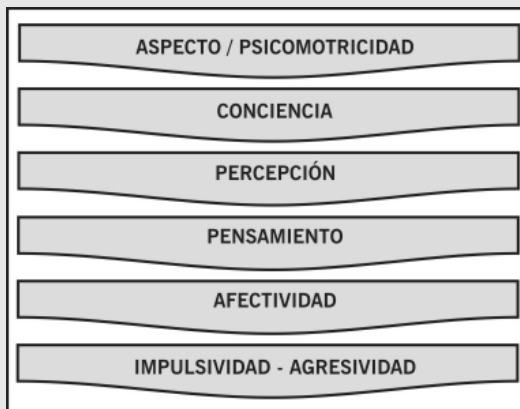 ASPECTO / PSICOMOTRICIDAD
CONCIENCIA
PERCEPCIÓN
PENSAMIENTO
AFECTIVIDAD
IMPULSIVIDAD - AGRESIVIDAD